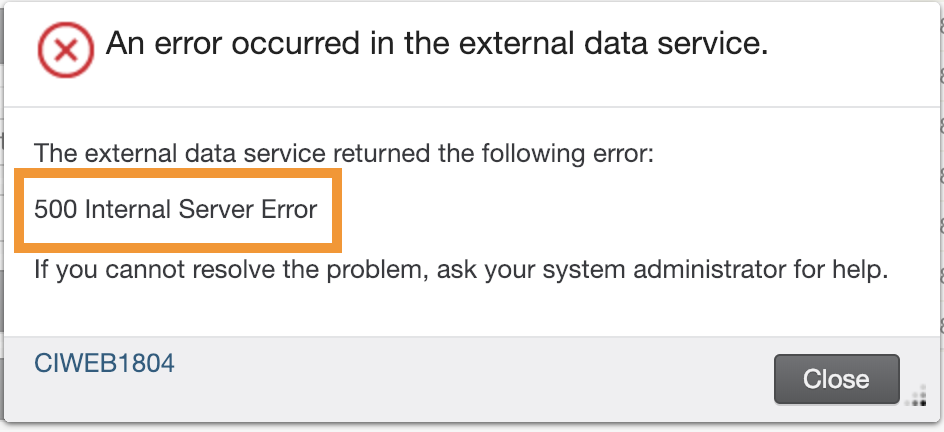 An error occurred in the external data service.
The external data service returned the following error:
500 Internal Server Error
If you cannot resolve the problem, ask your system administrator for help.
CIWEB1804
Close